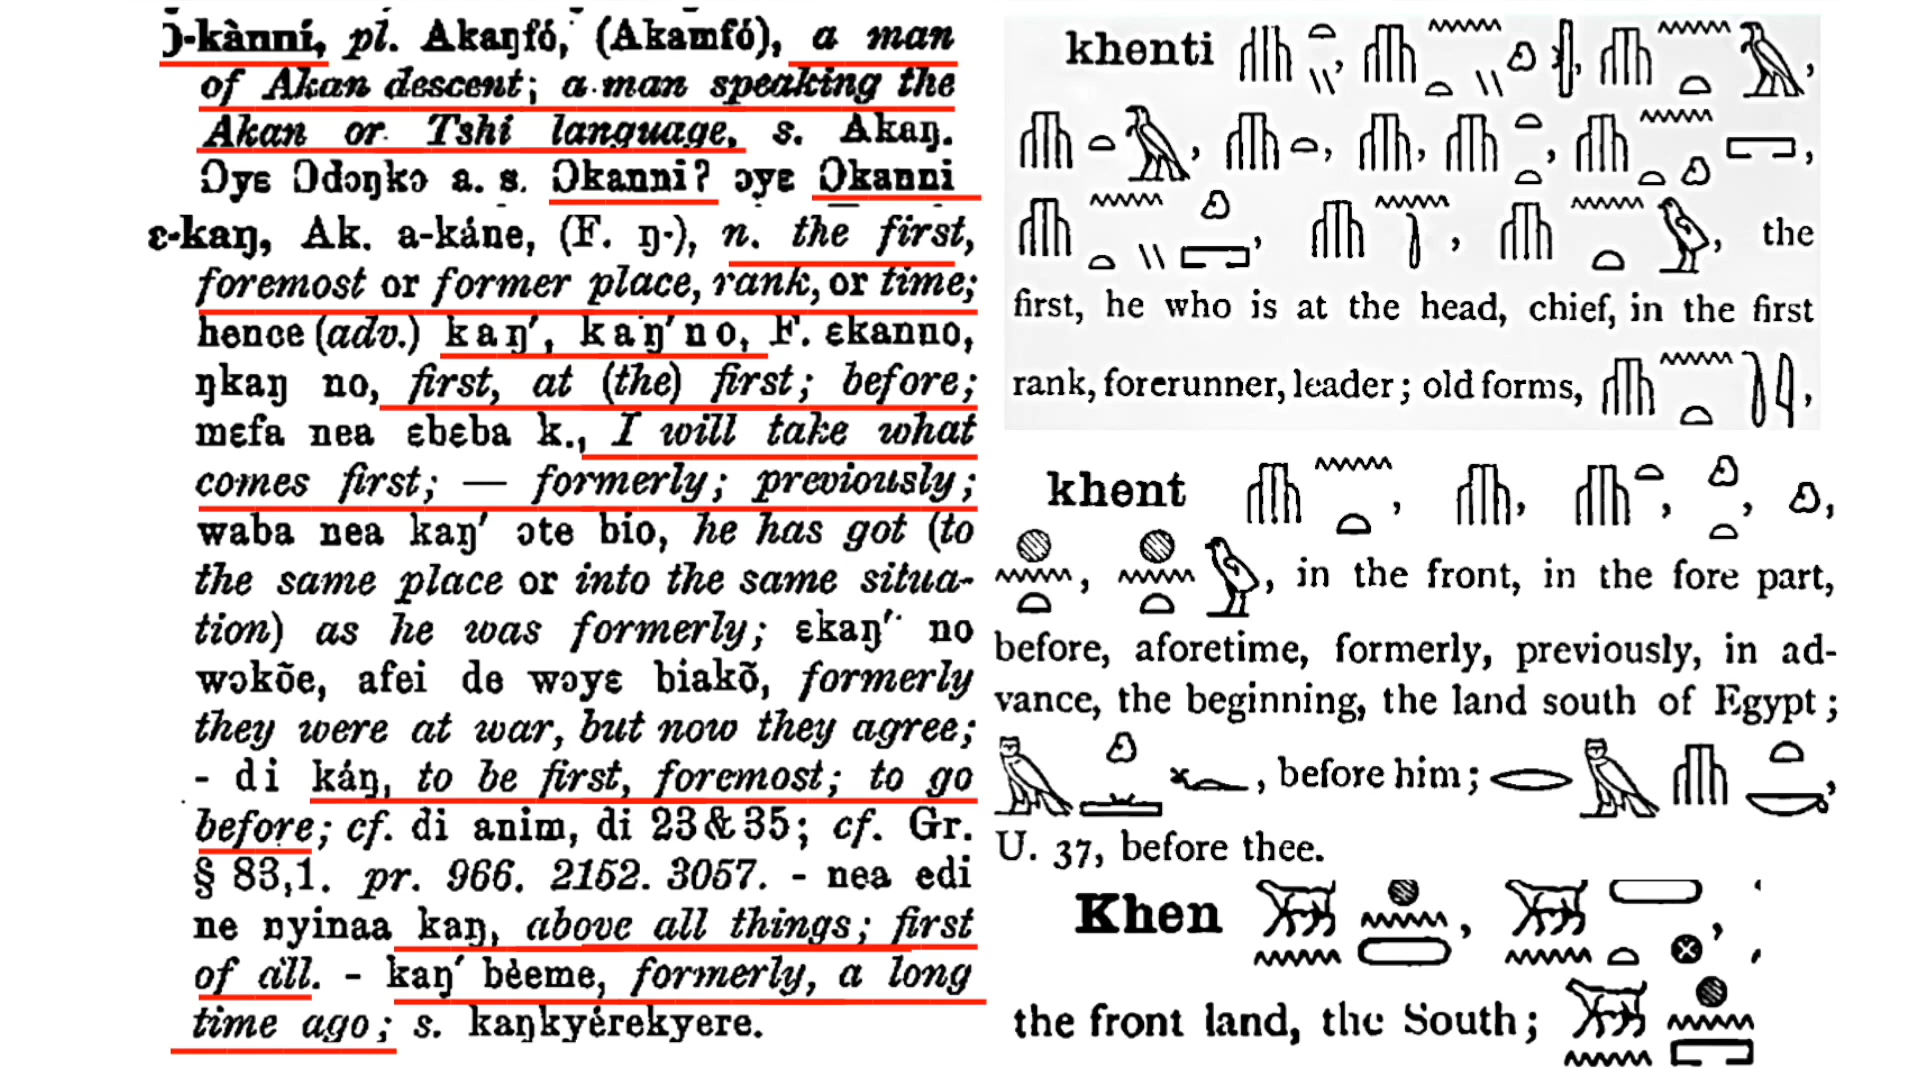 Ɔ-kànní, pl. Akaŋfó, (Akamfó), a man
of Akan descent; a man speaking the
Akan or Tshi language, s. Akaŋ.
Ɔyɛ Ɔdɔŋkɔ a. s. Ɔkanni? ɔyɛ Ɔkanni
ɛ-kaŋ, Ak. a-káne, (F. ŋ-), n. the first,
foremost or former place, rank, or time;
hence (adv.) kaŋ', kaŋ' no, F. ɛkanno,
ŋkaŋ no, first, at (the) first; before;
mɛfa nea ɛbɛba k., I will take what
comes first; — formerly; previously;
waba nea kaŋ' ɔte bio, he has got (to
the same place or into the same situa-
tion) as he was formerly; ɛkaŋ' no
wɔkõe, afei de wɔyɛ biakõ, formerly
they were at war, but now they agree;
- di káŋ, to be first, foremost; to go
before; cf. di anim, di 23 & 35; cf. Gr.
§ 83,1. pr. 966. 2152. 3057. - nea edi
ne nyinaa kaŋ, above all things; first
of all. - kaŋ' bèeme, formerly, a long
time ago; s. kaŋkyérekyere.
khenti
the
first, he who is at the head, chief, in the first
rank, forerunner, leader; old forms,
khent
in the front, in the fore part,
before, aforetime, formerly, previously, in ad-
vance, the beginning, the land south of Egypt;
, before him;
U. 37, before thee.
Khen
the front land, the South;